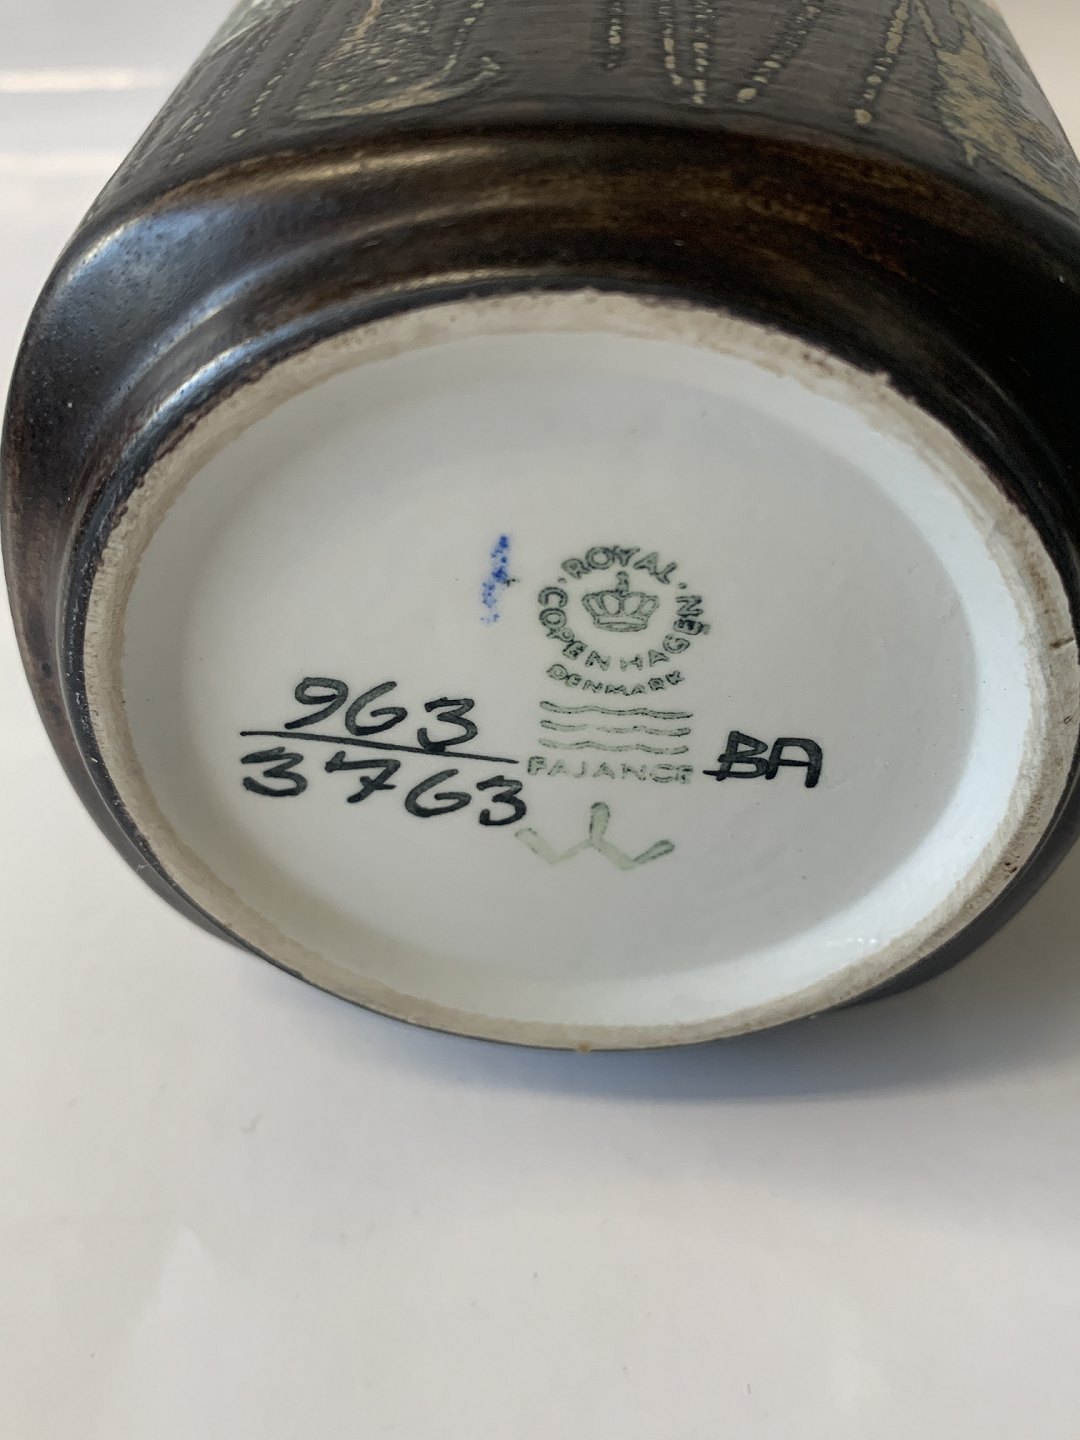 ROYAL COPENHAGEN
DENMARK
963
3763
FAJANCE
BA